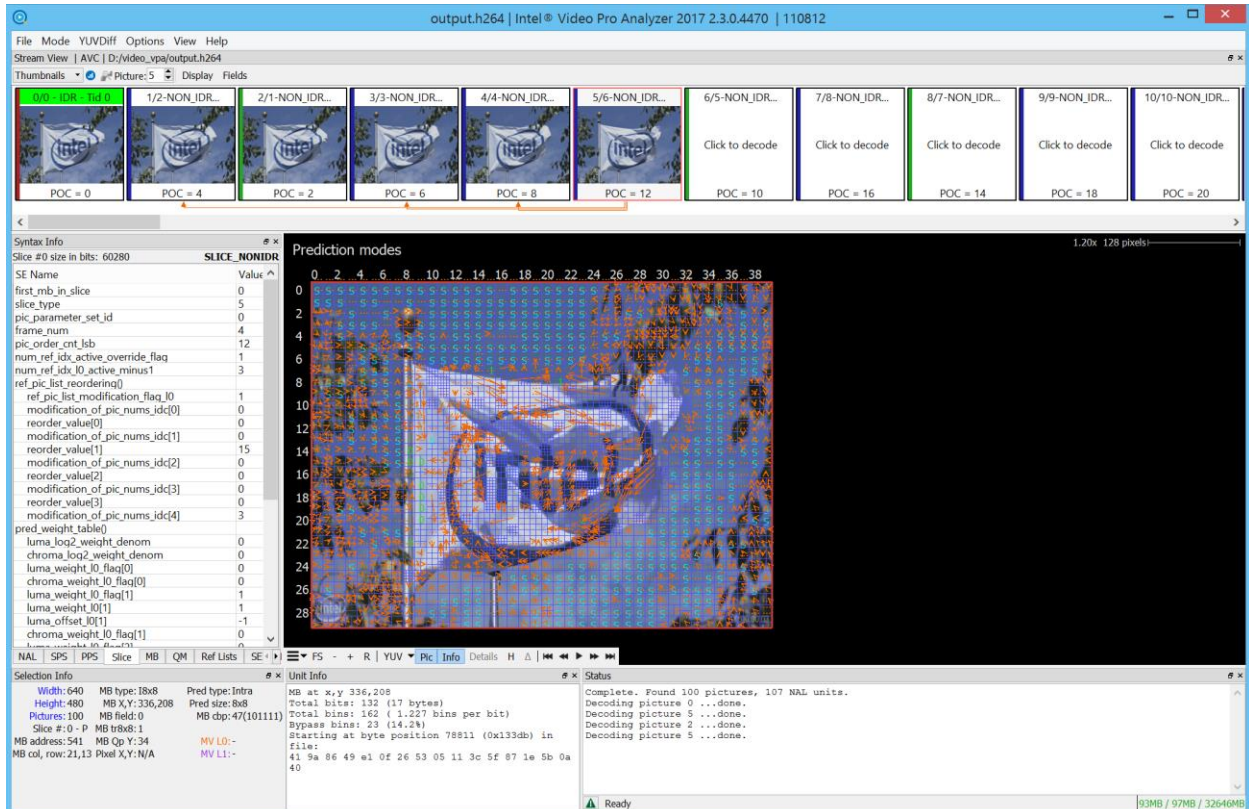 output.h264 | Intel® Video Pro Analyzer 2017 2.3.0.4470 | 110812
File Mode YUVDiff Options View Help
Stream View | AVC | D:/video_vpa/output.h264
Thumbnails Picture: 5 Display Fields
0/0 - IDR - Tid 0 1/2-NON_IDR... 2/1-NON_IDR... 3/3-NON_IDR... 4/4-NON_IDR... 5/6-NON_IDR... 6/5-NON_IDR... 7/8-NON_IDR... 8/7-NON_IDR... 9/9-NON_IDR... 10/10-NON_IDR...
intel intel intel intel intel intel Click to decode Click to decode Click to decode Click to decode Click to decode
POC = 0 POC = 4 POC = 2 POC = 6 POC = 8 POC = 12 POC = 10 POC = 16 POC = 14 POC = 18 POC = 20
Syntax Info
Slice #0 size in bits: 60280 SLICE_NONIDR
SE Name Value
first_mb_in_slice 0
slice_type 5
pic_parameter_set_id 0
frame_num 4
pic_order_cnt_lsb 12
num_ref_idx_active_override_flag 1
num_ref_idx_l0_active_minus1 3
ref_pic_list_reordering()
ref_pic_list_modification_flag_l0 1
modification_of_pic_nums_idc[0] 0
reorder_value[0] 0
modification_of_pic_nums_idc[1] 0
reorder_value[1] 15
modification_of_pic_nums_idc[2] 0
reorder_value[2] 0
modification_of_pic_nums_idc[3] 0
reorder_value[3] 0
modification_of_pic_nums_idc[4] 3
pred_weight_table()
luma_log2_weight_denom 0
chroma_log2_weight_denom 0
luma_weight_l0_flag[0] 0
chroma_weight_l0_flag[0] 0
luma_weight_l0_flag[1] 1
luma_weight_l0[1] 1
luma_offset_l0[1] -1
chroma_weight_l0_flag[1] 0
NAL SPS PPS Slice MB QM Ref Lists SE
Prediction modes
1.20x 128 pixels
0 2 4 6 8 10 12 14 16 18 20 22 24 26 28 30 32 34 36 38
0
2
4
6
8
10
12
14
16
18
20
22
24
26
28
intel
FS - + R | YUV Pic Info Details H Δ
Selection Info
Width: 640 MB type: I8x8 Pred type: Intra
Height: 480 MB X,Y: 336,208 Pred size: 8x8
Pictures: 100 MB field: 0 MB cbp: 47(101111)
Slice #: 0 - P MB tr8x8: 1
MB address: 541 MB Qp Y: 34 MV L0: -
MB col, row: 21,13 Pixel X,Y: N/A MV L1: -
Unit Info
MB at x,y 336,208
Total bits: 132 (17 bytes)
Total bins: 162 ( 1.227 bins per bit)
Bypass bins: 23 (14.2%)
Starting at byte position 78811 (0x133db) in
file:
41 9a 86 49 e1 0f 26 53 05 11 3c 5f 87 1e 5b 0a
40
Status
Complete. Found 100 pictures, 107 NAL units.
Decoding picture 0 ...done.
Decoding picture 5 ...done.
Decoding picture 2 ...done.
Decoding picture 5 ...done.
Ready
93MB / 97MB / 32646MB